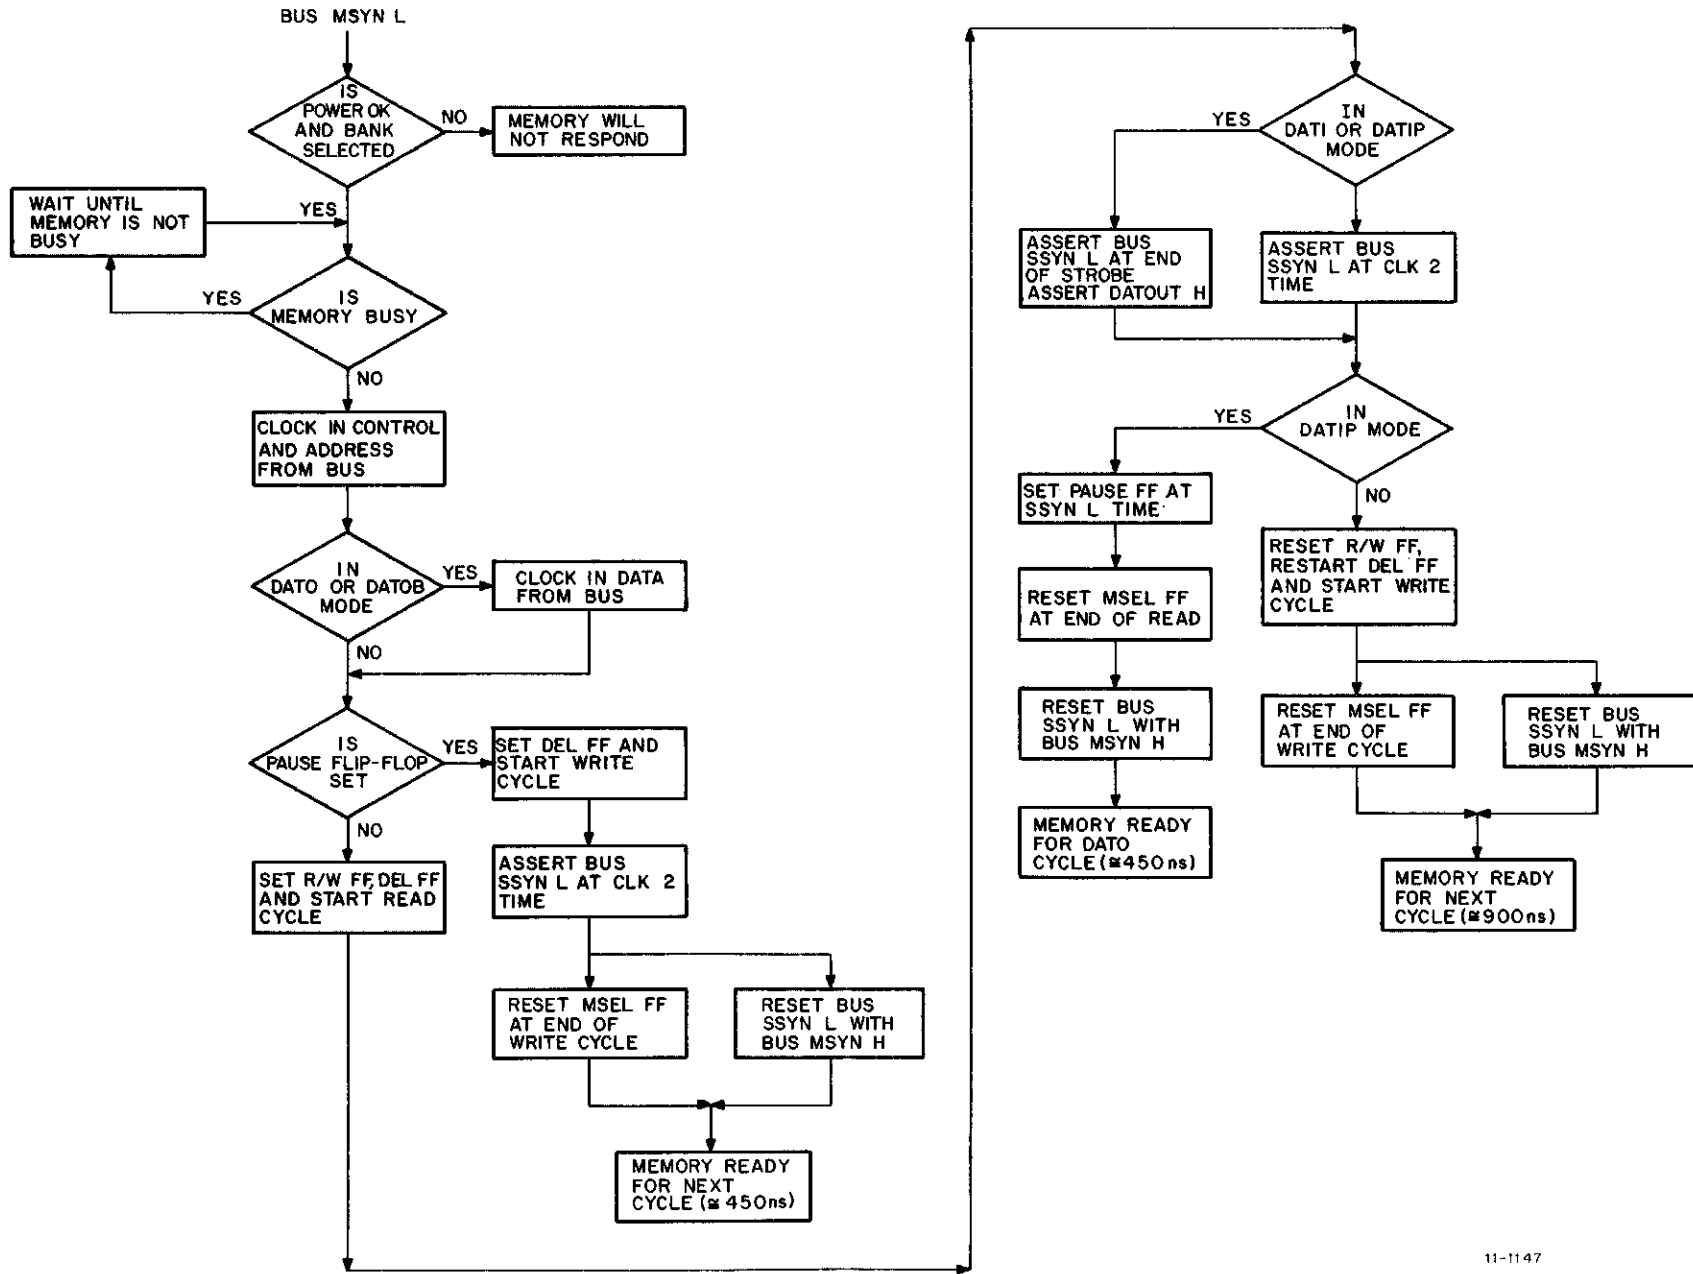 BUS MSYN L
IS
POWER OK
AND BANK
SELECTED
NO
MEMORY WILL
NOT RESPOND
YES
WAIT UNTIL
MEMORY IS NOT
BUSY
YES
IS
MEMORY BUSY
NO
CLOCK IN CONTROL
AND ADDRESS
FROM BUS
IN
DATO OR DATOB
MODE
YES
CLOCK IN DATA
FROM BUS
NO
IS
PAUSE FLIP-FLOP
SET
YES
SET DEL FF AND
START WRITE
CYCLE
NO
SET R/W FF, DEL FF
AND START READ
CYCLE
ASSERT BUS
SSYN L AT CLK 2
TIME
RESET MSEL FF
AT END OF
WRITE CYCLE
RESET BUS
SSYN L WITH
BUS MSYN H
MEMORY READY
FOR NEXT
CYCLE (≅450ns)
IN
DATI OR DATIP
MODE
YES
ASSERT BUS
SSYN L AT END
OF STROBE
ASSERT DATOUT H
ASSERT BUS
SSYN L AT CLK 2
TIME
IN
DATIP MODE
YES
NO
SET PAUSE FF AT
SSYN L TIME
RESET MSEL FF
AT END OF READ
RESET BUS
SSYN L WITH
BUS MSYN H
MEMORY READY
FOR DATO
CYCLE (≅450ns)
RESET R/W FF,
RESTART DEL FF
AND START WRITE
CYCLE
RESET MSEL FF
AT END OF
WRITE CYCLE
RESET BUS
SSYN L WITH
BUS MSYN H
MEMORY READY
FOR NEXT
CYCLE (≅900ns)
11-1147